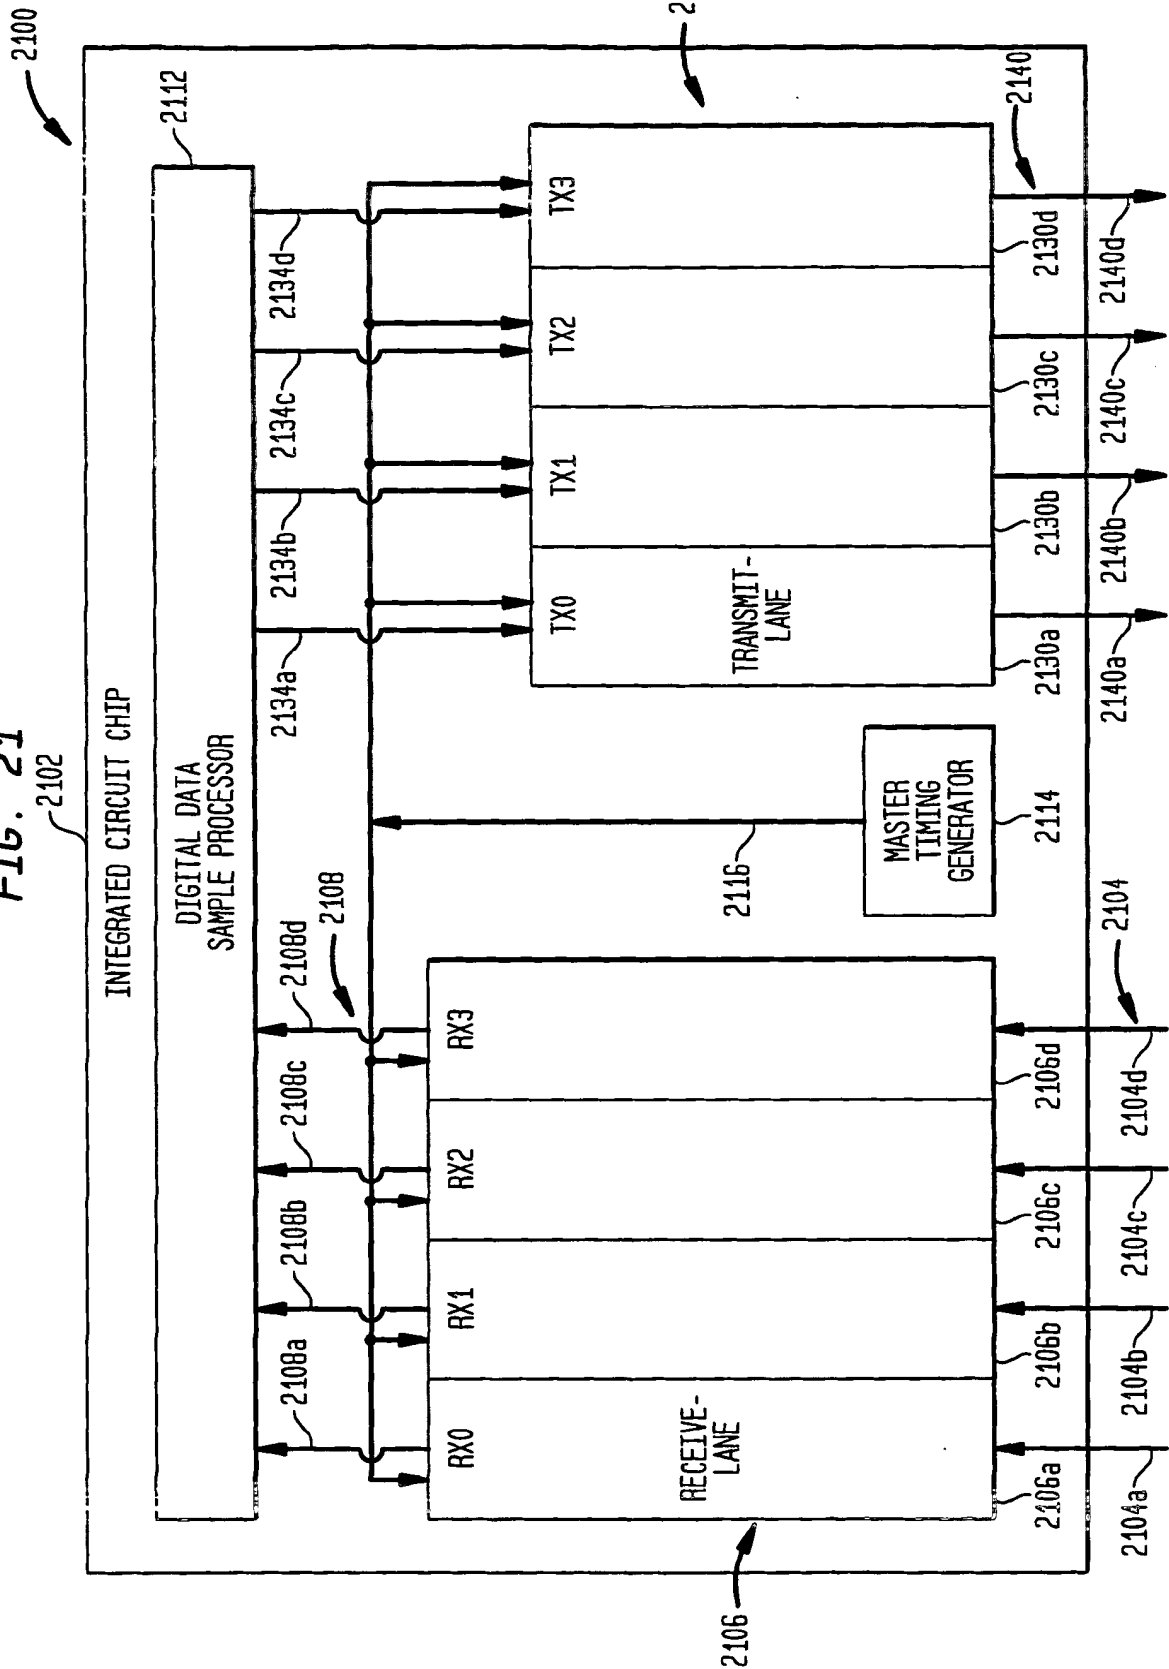 FIG. 21
2100
2102
INTEGRATED CIRCUIT CHIP
2112
DIGITAL DATA
SAMPLE PROCESSOR
2108a
2108b
2108c
2108d
2108
2134a
2134b
2134c
2134d
RX0
RX1
RX2
RX3
TX0
TX1
TX2
TX3
2
RECEIVE-
LANE
2106
2116
MASTER
TIMING
GENERATOR
2114
TRANSMIT-
LANE
2106a
2106b
2106c
2106d
2130a
2130b
2130c
2130d
2104a
2104b
2104c
2104d
2104
2140a
2140b
2140c
2140d
2140